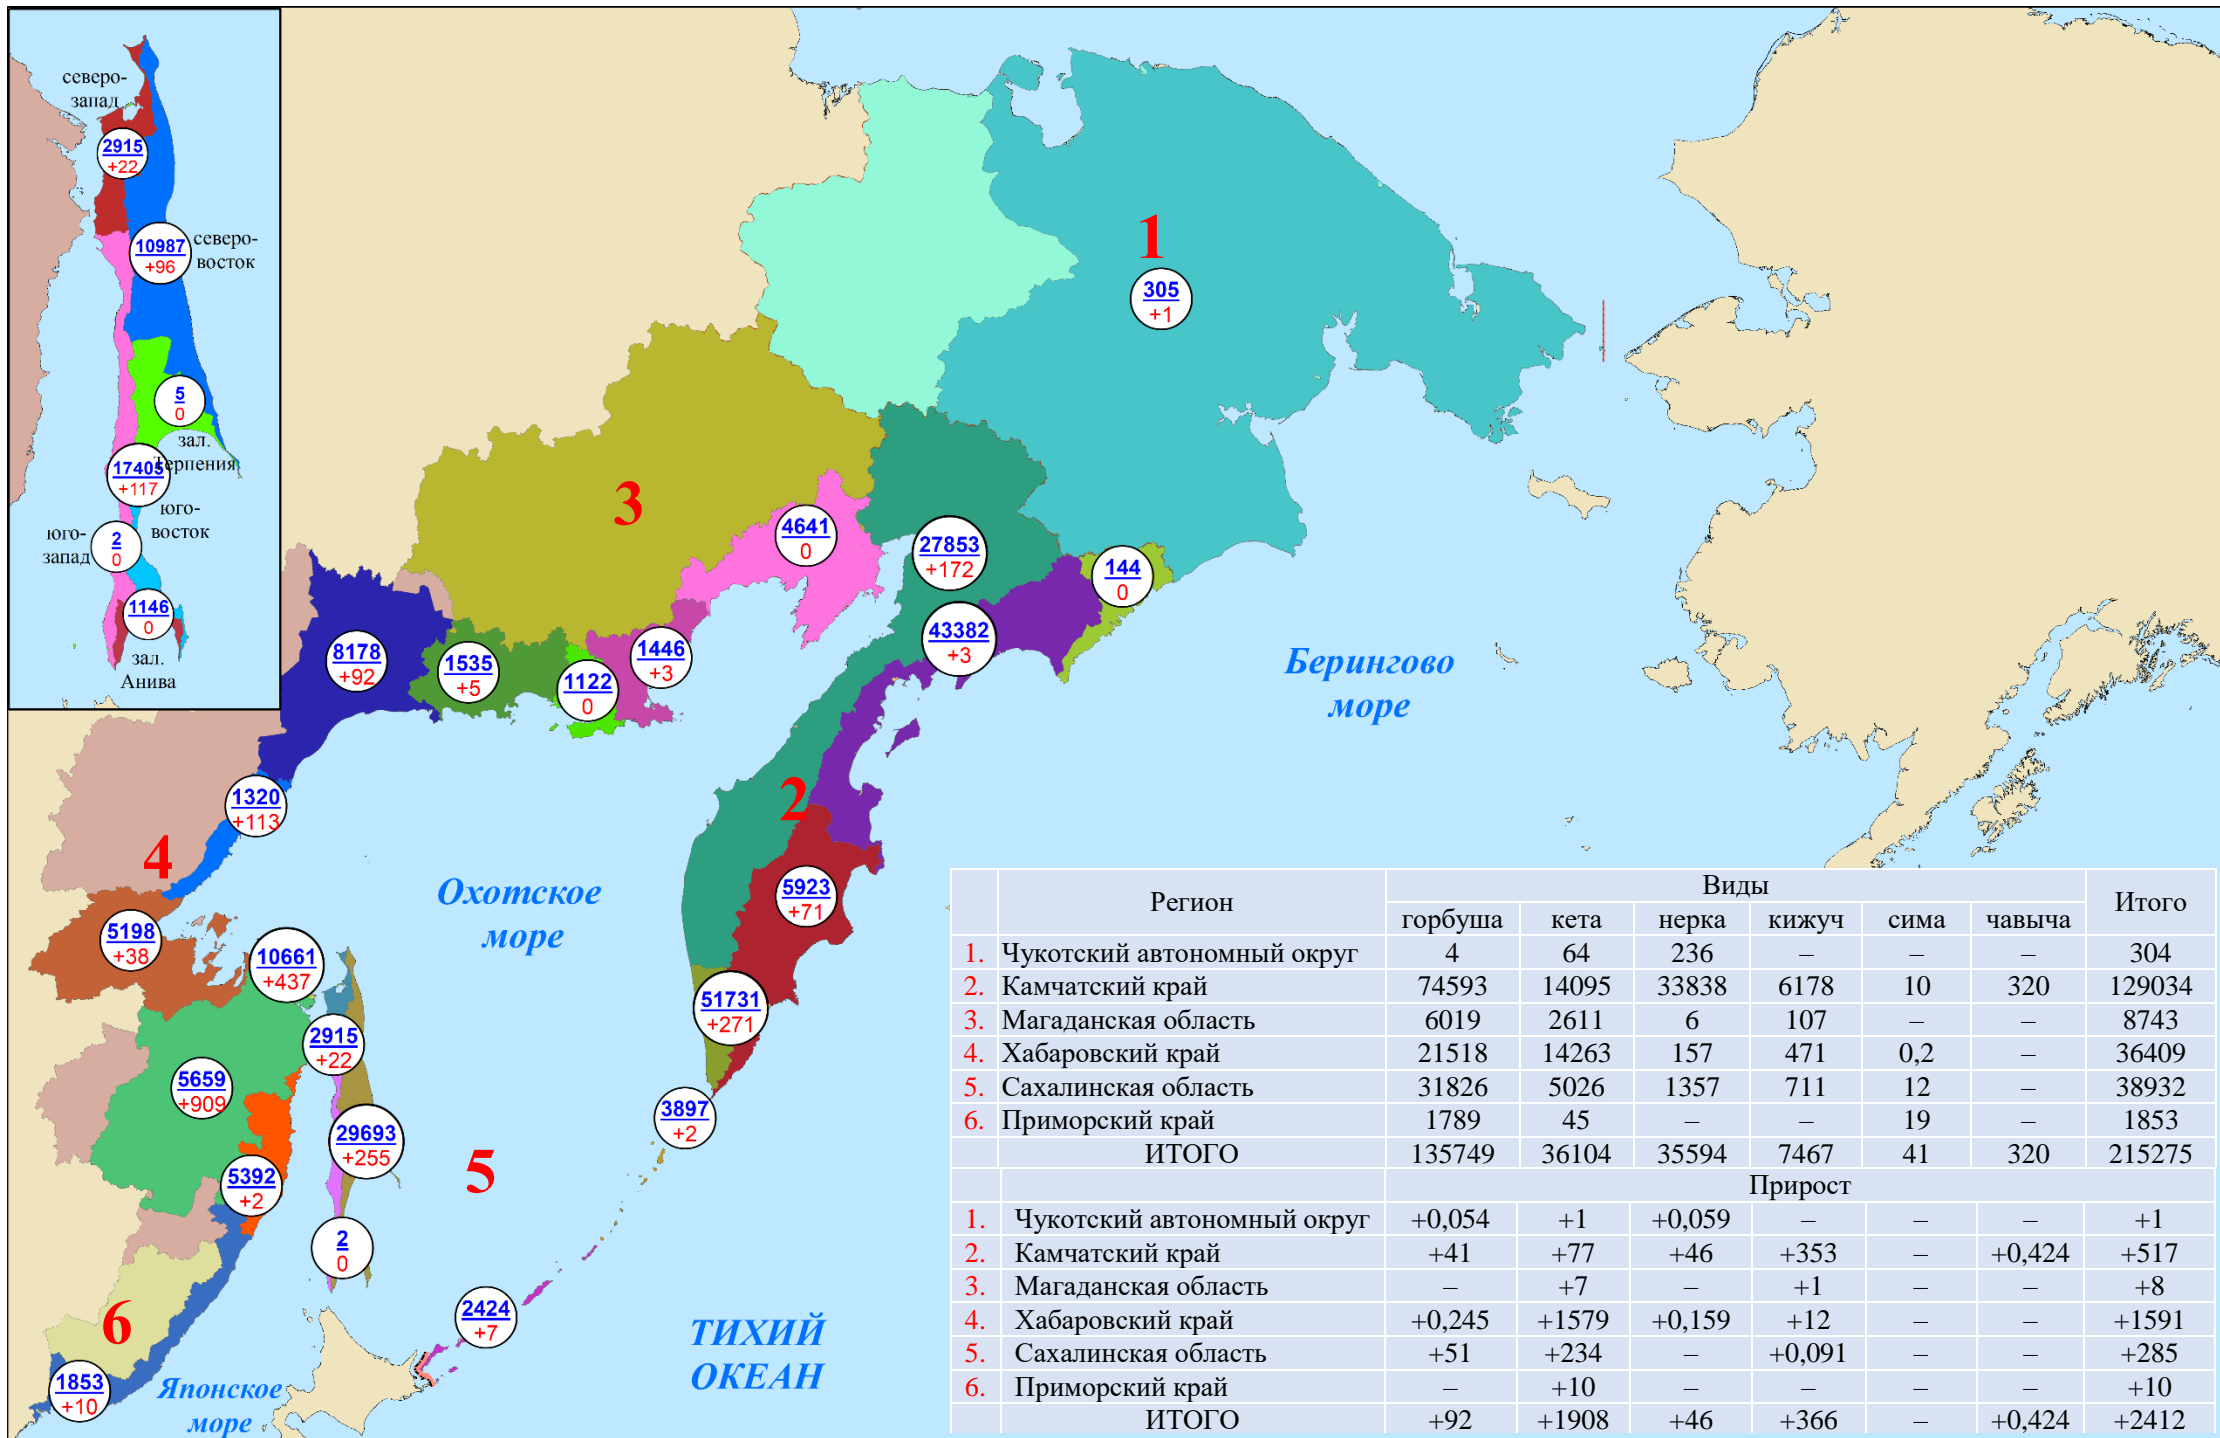 северо-
запад
2915
+22
10987
+96
северо-
восток
5
0
зал.
Терпения
17405
+117
юго-
восток
юго-
запад
2
0
1146
0
зал.
Анива
1
305
+1
3
4641
0
27853
+172
144
0
43382
+3
8178
+92
1535
+5
1122
0
1446
+3
Берингово
море
1320
+113
4
2
Охотское
море
5923
+71
5198
+38
10661
+437
51731
+271
2915
+22
5659
+909
3897
+2
29693
+255
5
5392
+2
2
0
6
2424
+7
ТИХИЙ
ОКЕАН
1853
+10
Японское
море
Регион Виды Итого
горбуша кета нерка кижуч сима чавыча
1. Чукотский автономный округ 4 64 236 – – – 304
2. Камчатский край 74593 14095 33838 6178 10 320 129034
3. Магаданская область 6019 2611 6 107 – – 8743
4. Хабаровский край 21518 14263 157 471 0,2 – 36409
5. Сахалинская область 31826 5026 1357 711 12 – 38932
6. Приморский край 1789 45 – – 19 – 1853
ИТОГО 135749 36104 35594 7467 41 320 215275
Прирост
1. Чукотский автономный округ +0,054 +1 +0,059 – – – +1
2. Камчатский край +41 +77 +46 +353 – +0,424 +517
3. Магаданская область – +7 – +1 – – +8
4. Хабаровский край +0,245 +1579 +0,159 +12 – – +1591
5. Сахалинская область +51 +234 – +0,091 – – +285
6. Приморский край – +10 – – – – +10
ИТОГО +92 +1908 +46 +366 – +0,424 +2412